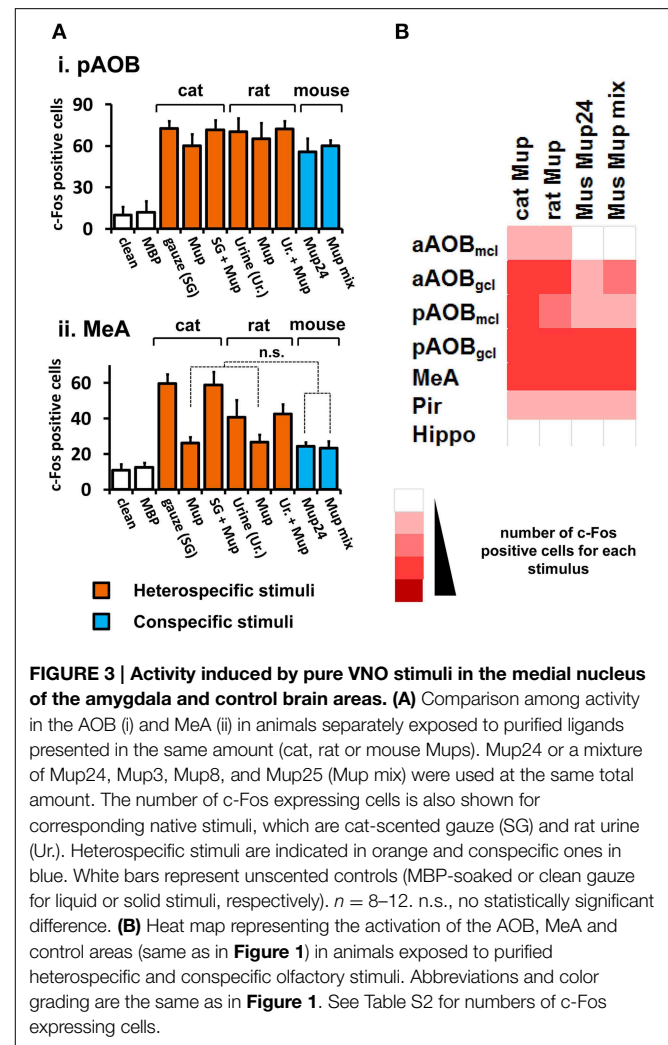 A
i. pAOB
cat rat mouse
c-Fos positive cells
90
60
30
0
clean
MBP
gauze (SG)
Mup
SG + Mup
Urine (Ur.)
Mup
Ur. + Mup
Mup24
Mup mix
ii. MeA
cat rat mouse
n.s.
c-Fos positive cells
60
40
20
0
clean
MBP
gauze (SG)
Mup
SG + Mup
Urine (Ur.)
Mup
Ur. + Mup
Mup24
Mup mix
Heterospecific stimuli
Conspecific stimuli
B
cat Mup
rat Mup
Mus Mup24
Mus Mup mix
aAOBmcl
aAOBgcl
pAOBmcl
pAOBgcl
MeA
Pir
Hippo
number of c-Fos
positive cells for each
stimulus
FIGURE 3 | Activity induced by pure VNO stimuli in the medial nucleus
of the amygdala and control brain areas. (A) Comparison among activity
in the AOB (i) and MeA (ii) in animals separately exposed to purified ligands
presented in the same amount (cat, rat or mouse Mups). Mup24 or a mixture
of Mup24, Mup3, Mup8, and Mup25 (Mup mix) were used at the same total
amount. The number of c-Fos expressing cells is also shown for
corresponding native stimuli, which are cat-scented gauze (SG) and rat urine
(Ur.). Heterospecific stimuli are indicated in orange and conspecific ones in
blue. White bars represent unscented controls (MBP-soaked or clean gauze
for liquid or solid stimuli, respectively). n = 8–12. n.s., no statistically significant
difference. (B) Heat map representing the activation of the AOB, MeA and
control areas (same as in Figure 1) in animals exposed to purified
heterospecific and conspecific olfactory stimuli. Abbreviations and color
grading are the same as in Figure 1. See Table S2 for numbers of c-Fos
expressing cells.